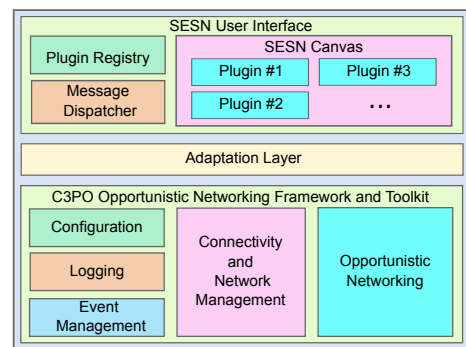 SESN User Interface
Plugin Registry
Message
Dispatcher
SESN Canvas
Plugin #1
Plugin #3
Plugin #2
...
Adaptation Layer
C3PO Opportunistic Networking Framework and Toolkit
Configuration
Logging
Event
Management
Connectivity
and
Network
Management
Opportunistic
Networking